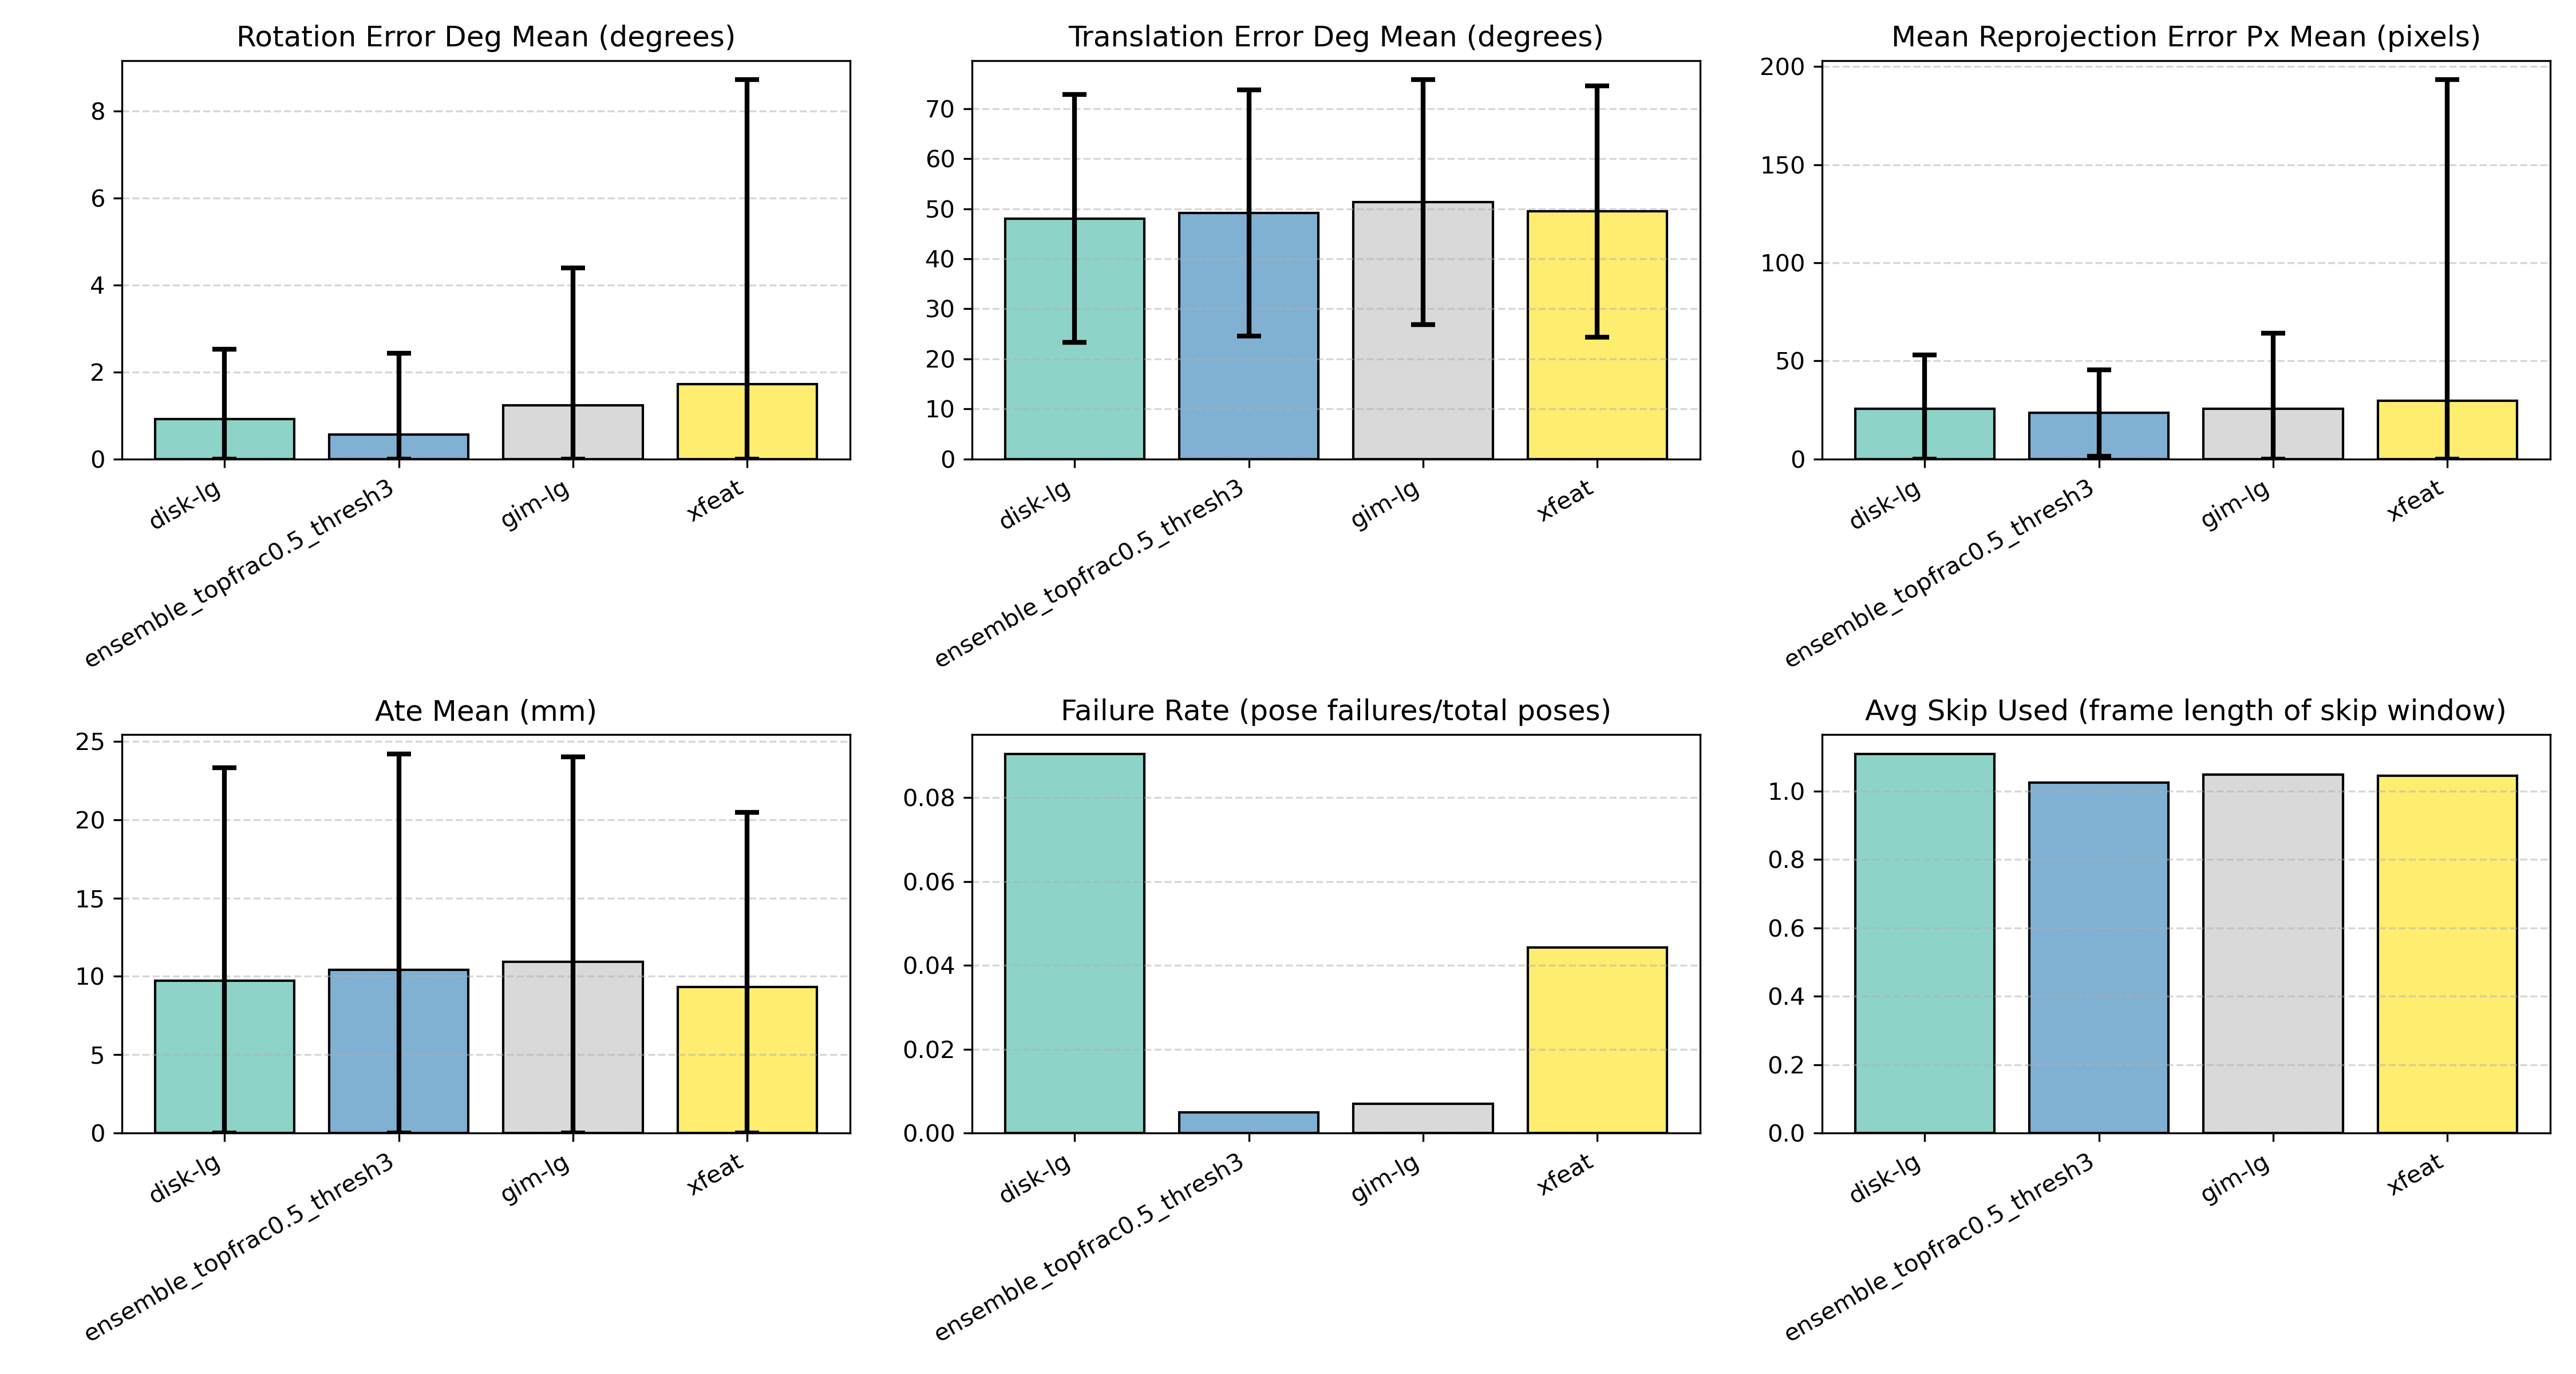 Rotation Error Deg Mean (degrees)
8
6
4
2
0
disk-lg
ensemble_topfrac0.5_thresh3
gim-lg
xfeat
Translation Error Deg Mean (degrees)
70
60
50
40
30
20
10
0
disk-lg
ensemble_topfrac0.5_thresh3
gim-lg
xfeat
Mean Reprojection Error Px Mean (pixels)
200
150
100
50
0
disk-lg
ensemble_topfrac0.5_thresh3
gim-lg
xfeat
Ate Mean (mm)
25
20
15
10
5
0
disk-lg
ensemble_topfrac0.5_thresh3
gim-lg
xfeat
Failure Rate (pose failures/total poses)
0.08
0.06
0.04
0.02
0.00
disk-lg
ensemble_topfrac0.5_thresh3
gim-lg
xfeat
Avg Skip Used (frame length of skip window)
1.0
0.8
0.6
0.4
0.2
0.0
disk-lg
ensemble_topfrac0.5_thresh3
gim-lg
xfeat